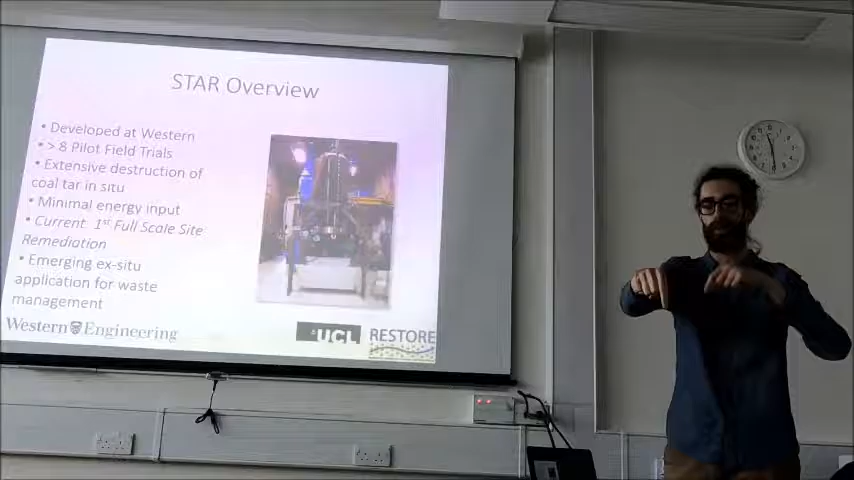 STAR Overview
• Developed at Western
• > 8 Pilot Field Trials
• Extensive destruction of
coal tar in situ
• Minimal energy input
• Current 1st Full Scale Site
Remediation
• Emerging ex-situ
application for waste
management
Western Engineering
UCL
RESTORE